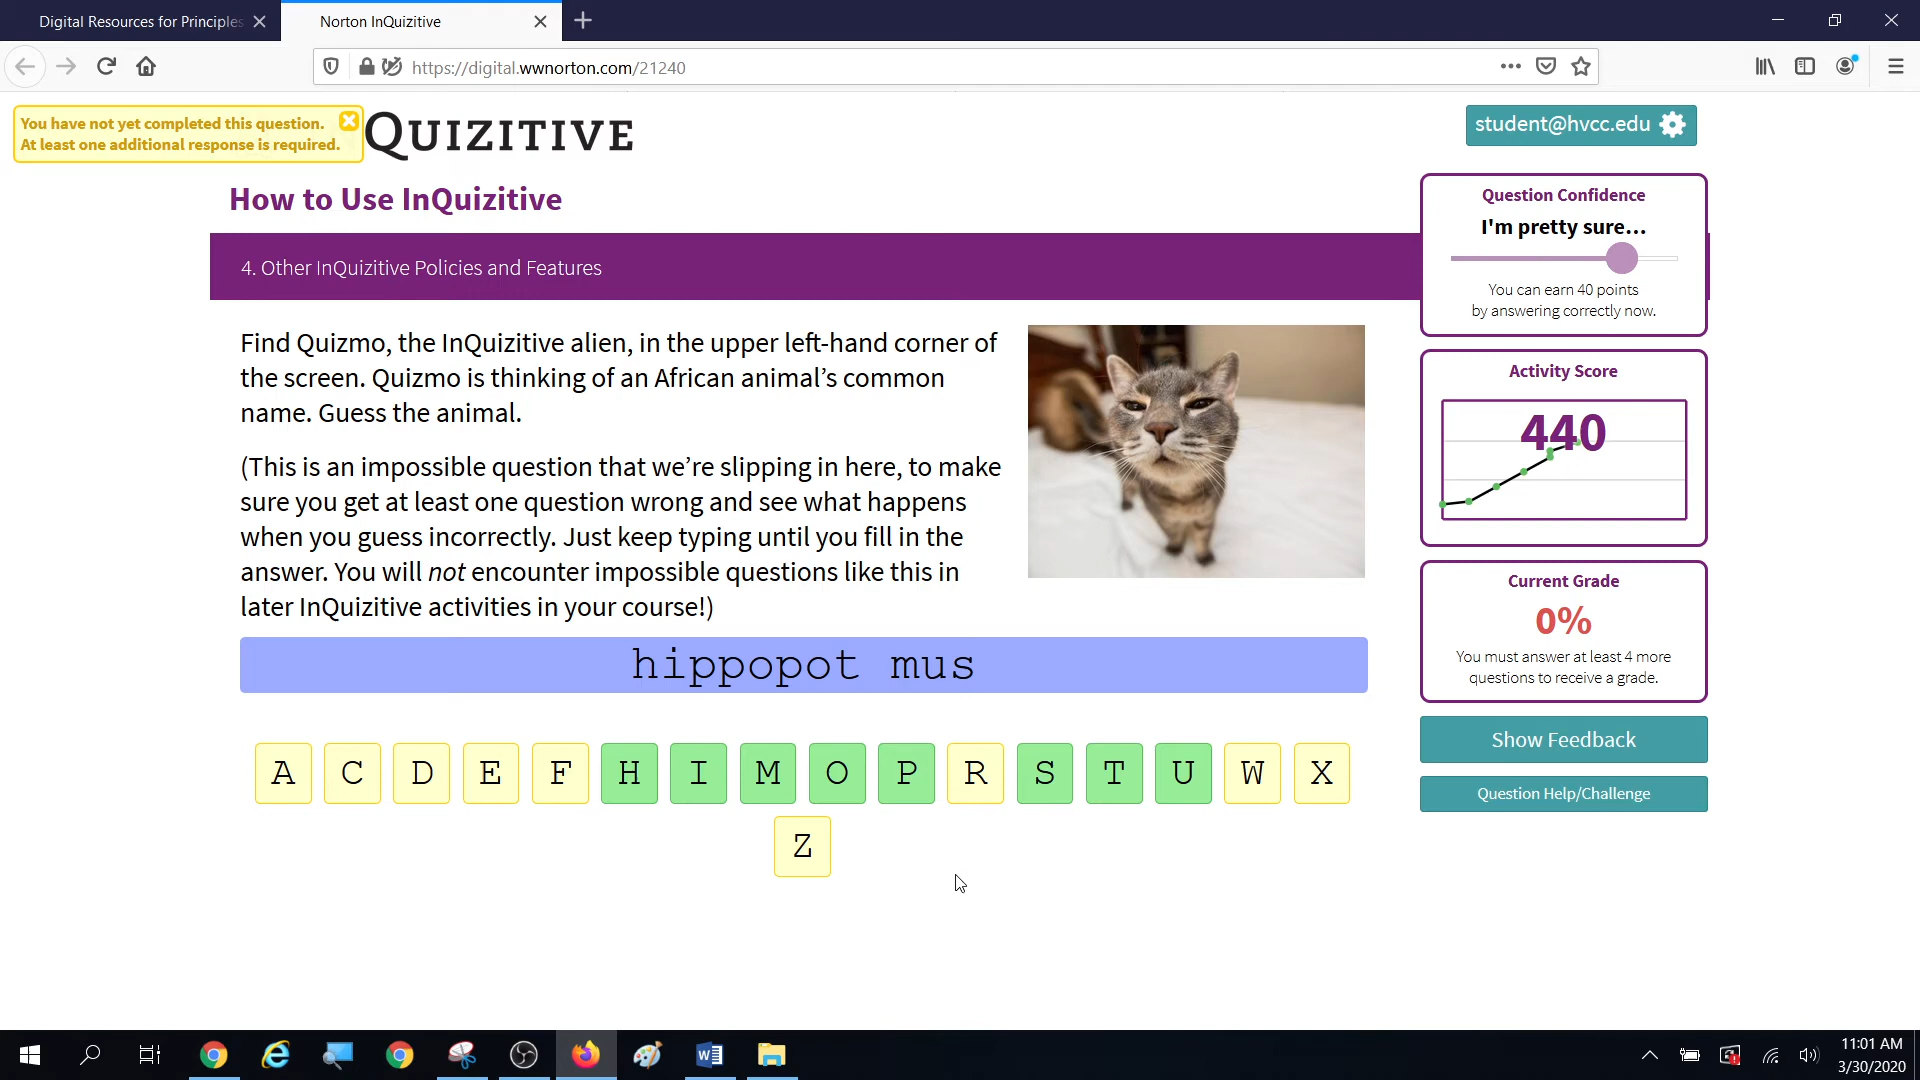 Digital Resources for Principles
Norton InQuizitive
https://digital.wwnorton.com/21240
You have not yet completed this question.
At least one additional response is required.
QUIZITIVE
student@hvcc.edu
How to Use InQuizitive
4. Other InQuizitive Policies and Features
Find Quizmo, the InQuizitive alien, in the upper left-hand corner of
the screen. Quizmo is thinking of an African animal’s common
name. Guess the animal.
(This is an impossible question that we’re slipping in here, to make
sure you get at least one question wrong and see what happens
when you guess incorrectly. Just keep typing until you fill in the
answer. You will not encounter impossible questions like this in
later InQuizitive activities in your course!)
hippopot mus
A C D E F H I M O P R S T U W X
Z
Question Confidence
I'm pretty sure...
You can earn 40 points
by answering correctly now.
Activity Score
440
Current Grade
0%
You must answer at least 4 more
questions to receive a grade.
Show Feedback
Question Help/Challenge
11:01 AM
3/30/2020